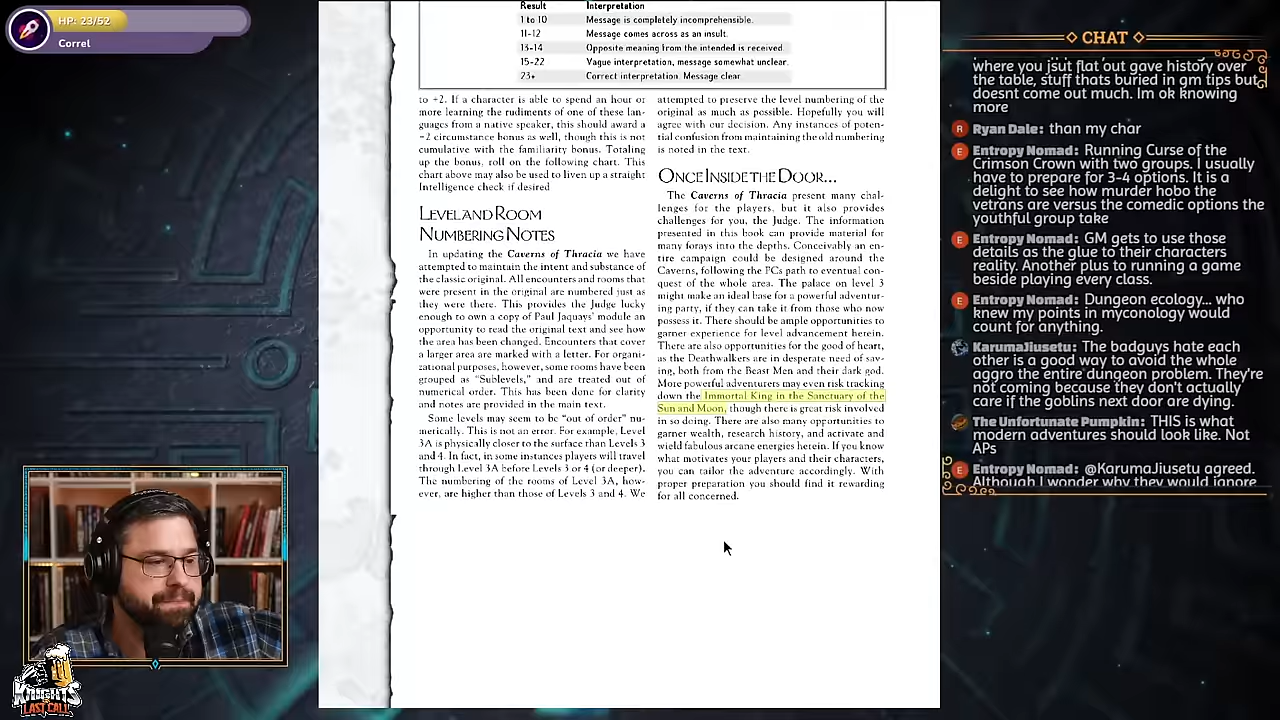 HP: 23/52
Correl
Result Interpretation
1 to 10 Message is completely incomprehensible.
11-12 Message comes across as an insult.
13-14 Opposite meaning from the intended is received.
15-22 Vague interpretation, message somewhat unclear.
23+ Correct interpretation. Message clear.
to +2. If a character is able to spend an hour or
more learning the rudiments of one of these lan-
guages from a native speaker, this should award a
+2 circumstance bonus as well, though this is not
cumulative with the familiarity bonus. Totaling
up the bonus, roll on the following chart. This
chart above may also be used to liven up a straight
Intelligence check if desired
LEVEL AND ROOM
NUMBERING NOTES
In updating the Caverns of Thracia we have
attempted to maintain the intent and substance of
the classic original. All encounters and rooms that
were present in the original are numbered just as
they were there. This provides the Judge lucky
enough to own a copy of Paul Jaquays' module an
opportunity to read the original text and see how
the area has been changed. Encounters that cover
a larger area are marked with a letter. For organi-
zational purposes, however, some rooms have been
grouped as "Sublevels," and are treated out of
numerical order. This has been done for clarity
and notes are provided in the main text.
Some levels may seem to be "out of order" nu-
merically. This is not an error. For example, Level
3A is physically closer to the surface than Levels 3
and 4. In fact, in some instances players will travel
through Level 3A before Levels 3 or 4 (or deeper).
The numbering of the rooms of Level 3A, how-
ever, are higher than those of Levels 3 and 4. We
attempted to preserve the level numbering of the
original as much as possible. Hopefully you will
agree with our decision. Any instances of poten-
tial confusion from maintaining the old numbering
is noted in the text.
ONCE INSIDE THE DOOR...
The Caverns of Thracia present many chal-
lenges for the players, but it also provides
challenges for you, the Judge. The information
presented in this book can provide material for
many forays into the depths. Conceivably an en-
tire campaign could be designed around the
Caverns, following the PCs path to eventual con-
quest of the whole area. The palace on level 3
might make an ideal base for a powerful adventur-
ing party, if they can take it from those who now
possess it. There should be ample opportunities to
garner experience for level advancement herein.
There are also opportunities for the good of heart,
as the Deathwalkers are in desperate need of sav-
ing, both from the Beast Men and their dark god.
More powerful adventurers may even risk tracking
down the Immortal King in the Sanctuary of the
Sun and Moon, though there is great risk involved
in so doing. There are also many opportunities to
garner wealth, research history, and activate and
wield fabulous arcane energies herein. If you know
what motivates your players and their characters,
you can tailor the adventure accordingly. With
proper preparation you should find it rewarding
for all concerned.
CHAT
where you jsut flat out gave history over
the table, stuff thats buried in gm tips but
doesnt come out much. Im ok knowing
more
R Ryan Dale: than my char
E Entropy Nomad: Running Curse of the
Crimson Crown with two groups. I usually
have to prepare for 3-4 options. It is a
delight to see how murder hobo the
vetrans are versus the comedic options the
youthful group take
E Entropy Nomad: GM gets to use those
details as the glue to their characters
reality. Another plus to running a game
beside playing every class.
E Entropy Nomad: Dungeon ecology... who
knew my points in myconology would
count for anything.
KarumaJiusetu: The badguys hate each
other is a good way to avoid the whole
aggro the entire dungeon problem. They're
not coming because they don't actually
care if the goblins next door are dying.
The Unfortunate Pumpkin: THIS is what
modern adventures should look like. Not
APs
E Entropy Nomad: @KarumaJiusetu agreed.
Although I wonder why they would ignore
KNIGHTS
OF
LAST CALL